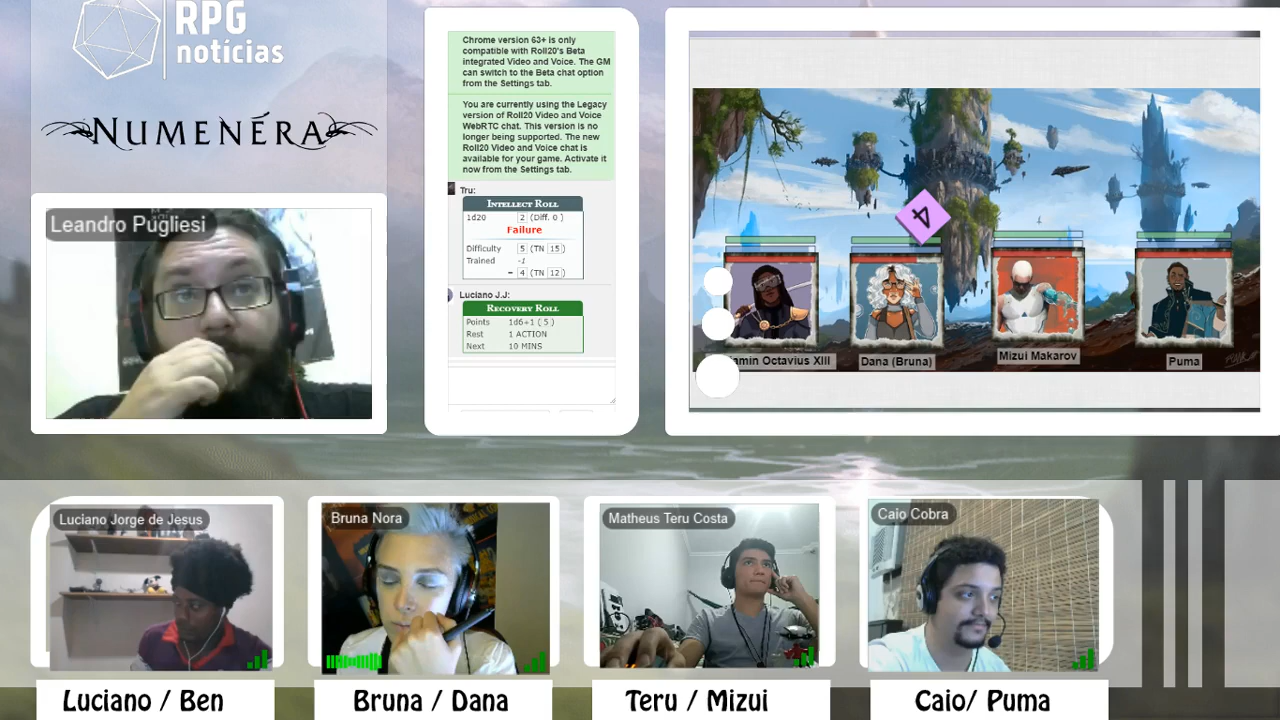 RPG
notícias
NUMENÉRA
Leandro Pugliesi
Chrome version 63+ is only
compatible with Roll20's Beta
integrated Video and Voice. The GM
can switch to the Beta chat option
from the Settings tab.
You are currently using the Legacy
version of Roll20 Video and Voice
WebRTC chat. This version is no
longer being supported. The new
Roll20 Video and Voice chat is
available for your game. Activate it
now from the Settings tab.
Tru:
INTELLECT ROLL
1d20 2 (Diff. 0 )
Failure
Difficulty 5 (TN 15)
Trained -1
= 4 (TN 12)
Luciano J.J:
RECOVERY ROLL
Points 1d6+1 ( 5 )
Rest 1 ACTION
Next 10 MINS
4
amin Octavius XIII
Dana (Bruna)
Mizui Makarov
Puma
Luciano Jorge de Jesus
Bruna Nora
Matheus Teru Costa
Caio Cobra
Luciano / Ben
Bruna / Dana
Teru / Mizui
Caio/ Puma